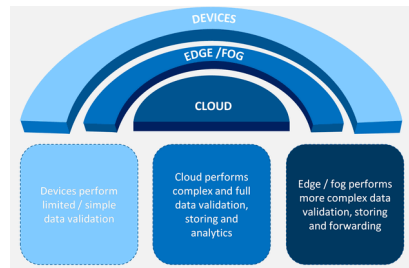 DEVICES
EDGE /FOG
CLOUD
Devices perform
limited / simple
data validation
Cloud performs
complex and full
data validation,
storing and
analytics
Edge / fog performs
more complex data
validation, storing
and forwarding